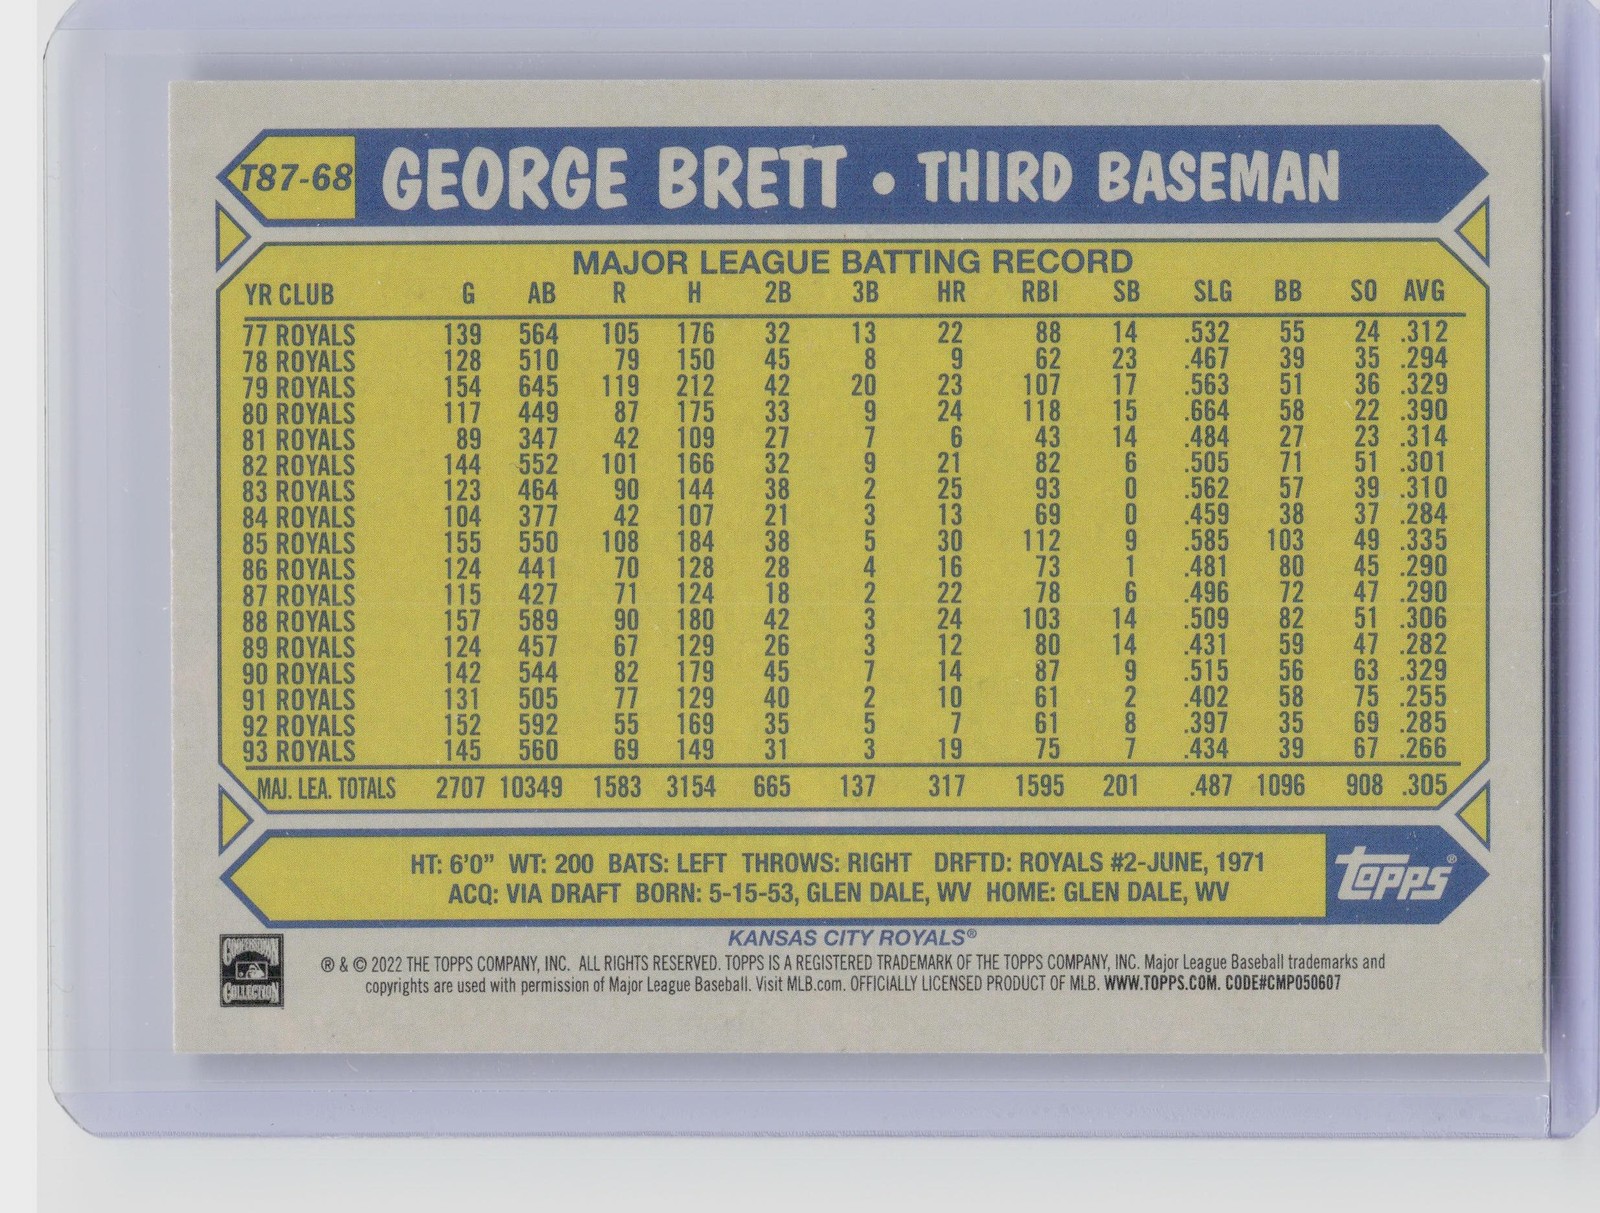 T87-68 GEORGE BRETT • THIRD BASEMAN
MAJOR LEAGUE BATTING RECORD
YR CLUB G AB R H 2B 3B HR RBI SB SLG BB SO AVG
77 ROYALS 139 564 105 176 32 13 22 88 14 .532 55 24 .312
78 ROYALS 128 510 79 150 45 8 9 62 23 .467 39 35 .294
79 ROYALS 154 645 119 212 42 20 23 107 17 .563 51 36 .329
80 ROYALS 117 449 87 175 33 9 24 118 15 .664 58 22 .390
81 ROYALS 89 347 42 109 27 7 6 43 14 .484 27 23 .314
82 ROYALS 144 552 101 166 32 9 21 82 6 .505 71 51 .301
83 ROYALS 123 464 90 144 38 2 25 93 0 .562 57 39 .310
84 ROYALS 104 377 42 107 21 3 13 69 0 .459 38 37 .284
85 ROYALS 155 550 108 184 38 5 30 112 9 .585 103 49 .335
86 ROYALS 124 441 70 128 28 4 16 73 1 .481 80 45 .290
87 ROYALS 115 427 71 124 18 2 22 78 6 .496 72 47 .290
88 ROYALS 157 589 90 180 42 3 24 103 14 .509 82 51 .306
89 ROYALS 124 457 67 129 26 3 12 80 14 .431 59 47 .282
90 ROYALS 142 544 82 179 45 7 14 87 9 .515 56 63 .329
91 ROYALS 131 505 77 129 40 2 10 61 2 .402 58 75 .255
92 ROYALS 152 592 55 169 35 5 7 61 8 .397 35 69 .285
93 ROYALS 145 560 69 149 31 3 19 75 7 .434 39 67 .266
MAJ. LEA. TOTALS 2707 10349 1583 3154 665 137 317 1595 201 .487 1096 908 .305
HT: 6'0" WT: 200 BATS: LEFT THROWS: RIGHT DRFTD: ROYALS #2-JUNE, 1971
ACQ: VIA DRAFT BORN: 5-15-53, GLEN DALE, WV HOME: GLEN DALE, WV
topps®
KANSAS CITY ROYALS®
COOPERSTOWN
COLLECTION
® & © 2022 THE TOPPS COMPANY, INC. ALL RIGHTS RESERVED. TOPPS IS A REGISTERED TRADEMARK OF THE TOPPS COMPANY, INC. Major League Baseball trademarks and
copyrights are used with permission of Major League Baseball. Visit MLB.com. OFFICIALLY LICENSED PRODUCT OF MLB. WWW.TOPPS.COM. CODE#CMP050607